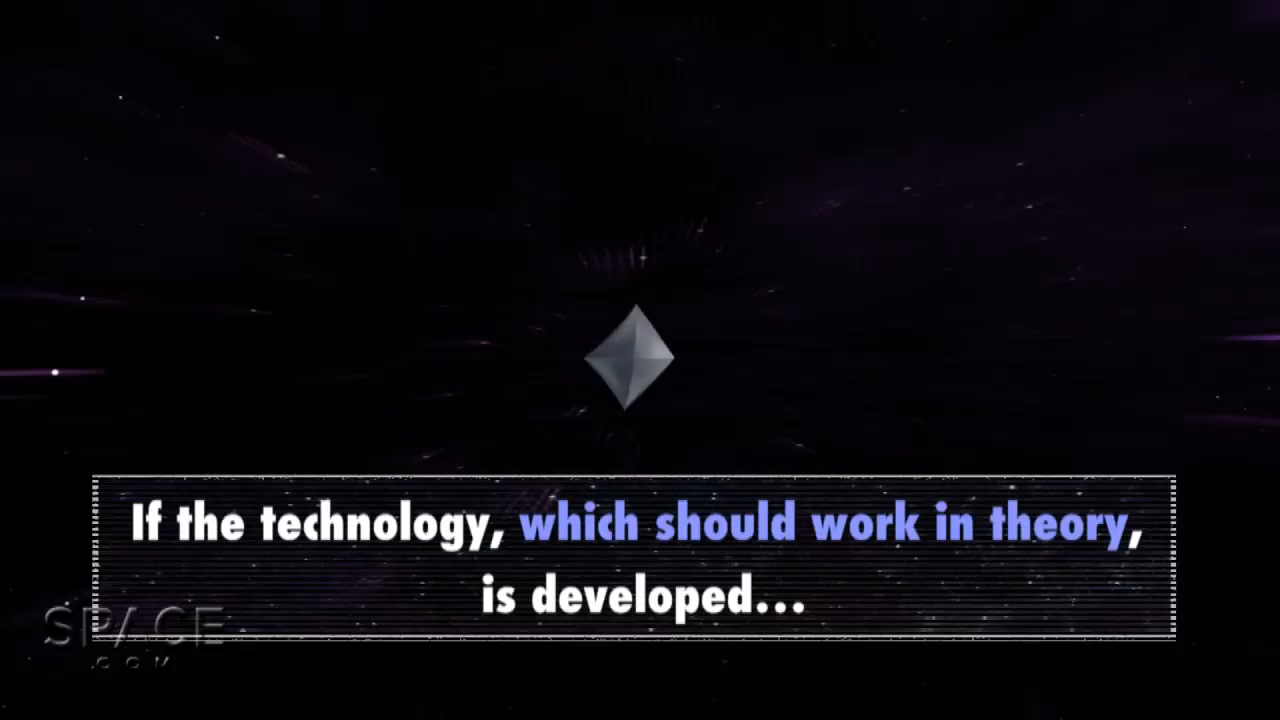 If the technology, which should work in theory,
is developed...
SPACE
.COM